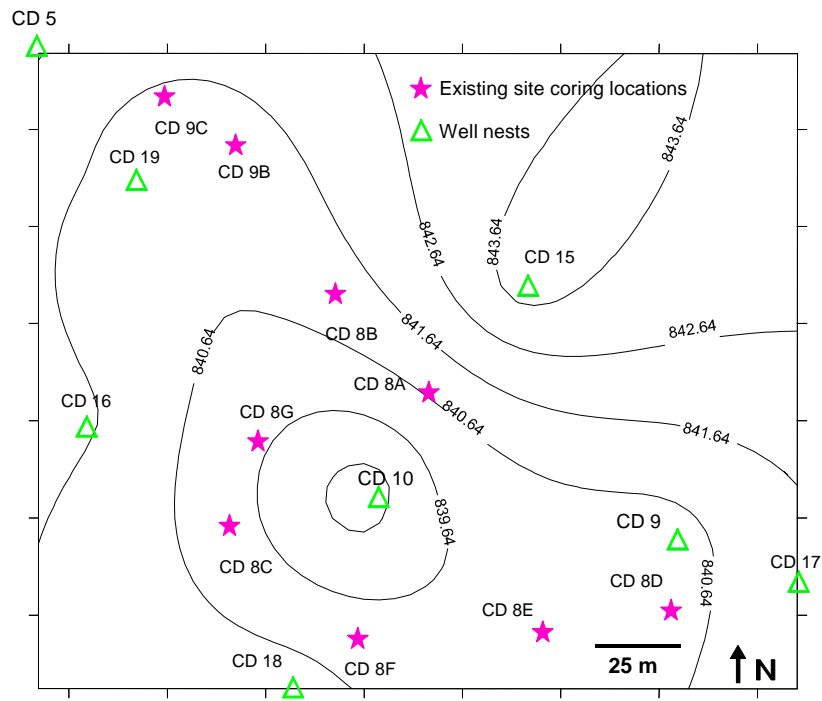 CD 5
Existing site coring locations
CD 9C
Well nests
843.64
CD 19
CD 9B
842.64
843.64
CD 15
840.64
CD 8B
841.64
842.64
CD 8A
CD 16
CD 8G
840.64
841.64
CD 10
839.64
CD 9
CD 17
CD 8C
CD 8D
840.64
CD 8E
CD 18
CD 8F
25 m
N